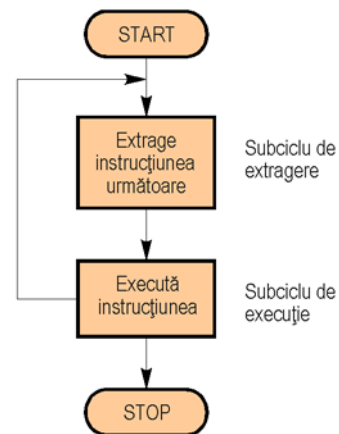 START
Extrage
instrucţiunea
următoare
Subciclu de
extragere
Execută
instrucţiunea
Subciclu de
execuţie
STOP